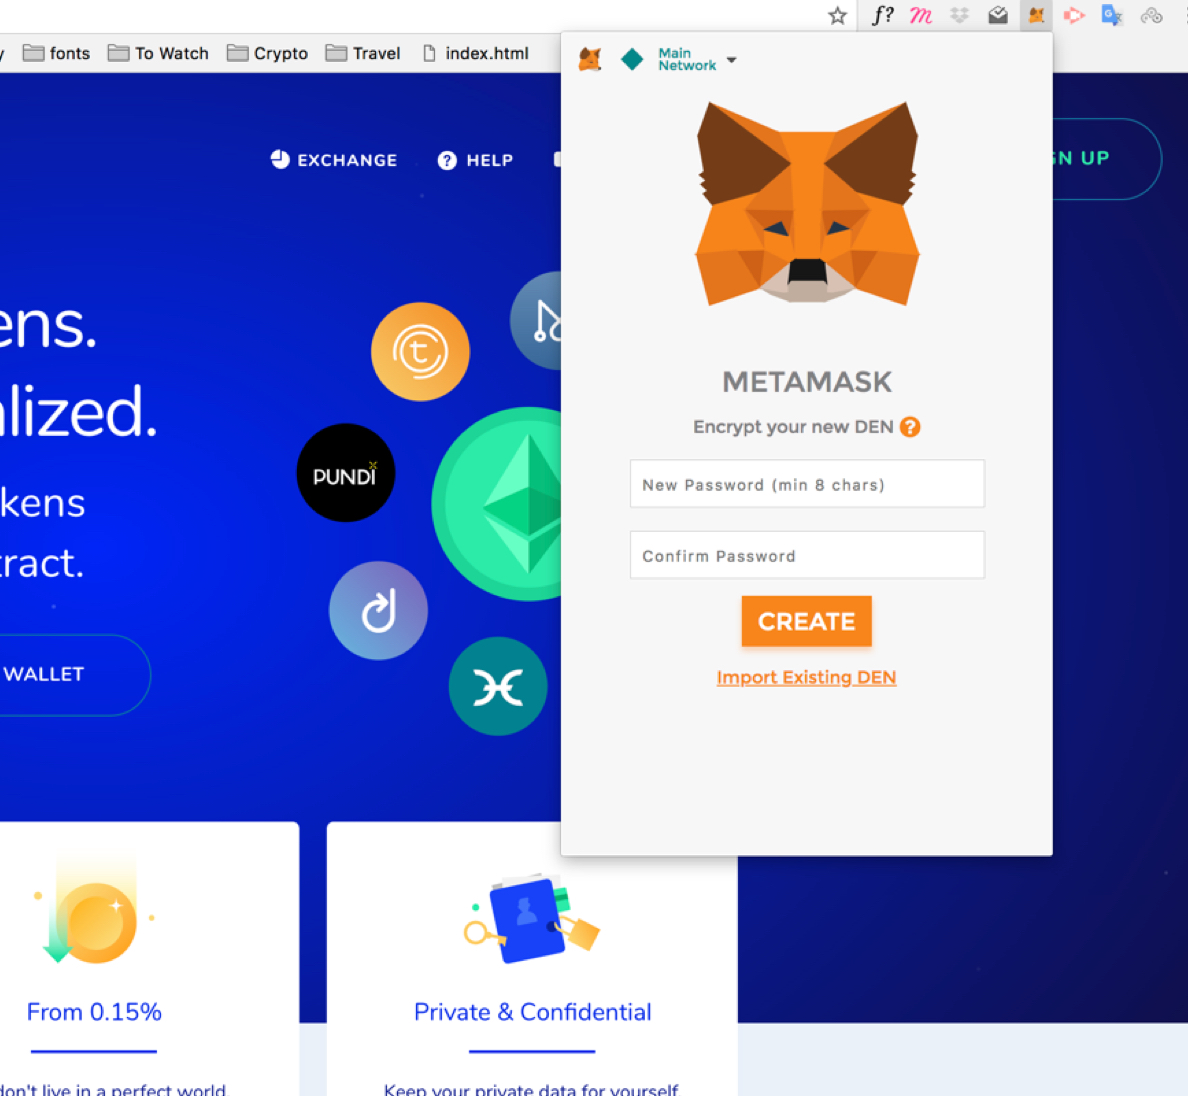 f?
m
fonts
To Watch
Crypto
Travel
index.html
Main
Network
EXCHANGE
HELP
N UP
ens.
lized.
kens
tract.
WALLET
t
PUNDI
X
METAMASK
Encrypt your new DEN ?
New Password (min 8 chars)
Confirm Password
CREATE
Import Existing DEN
From 0.15%
Private & Confidential
don't live in a perfect world
Keep your private data for yourself